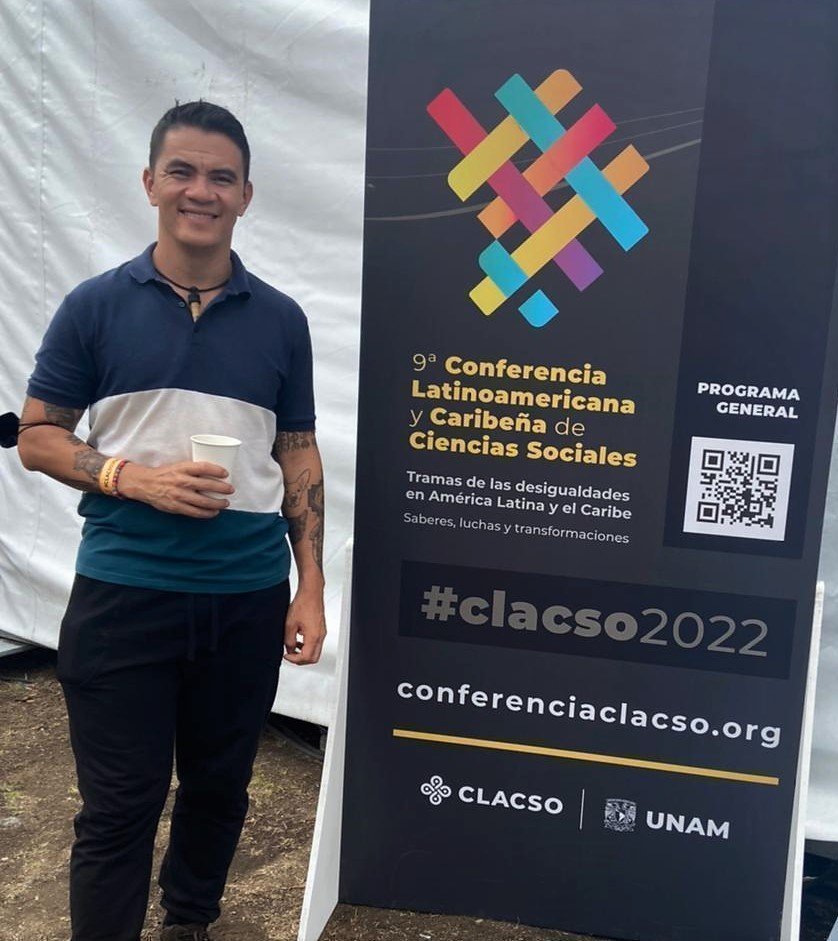 9ª Conferencia
Latinoamericana
y Caribeña de
Ciencias Sociales
Tramas de las desigualdades
en América Latina y el Caribe
Saberes, luchas y transformaciones
PROGRAMA
GENERAL
#clacso2022
conferenciaclacso.org
CLACSO
UNAM